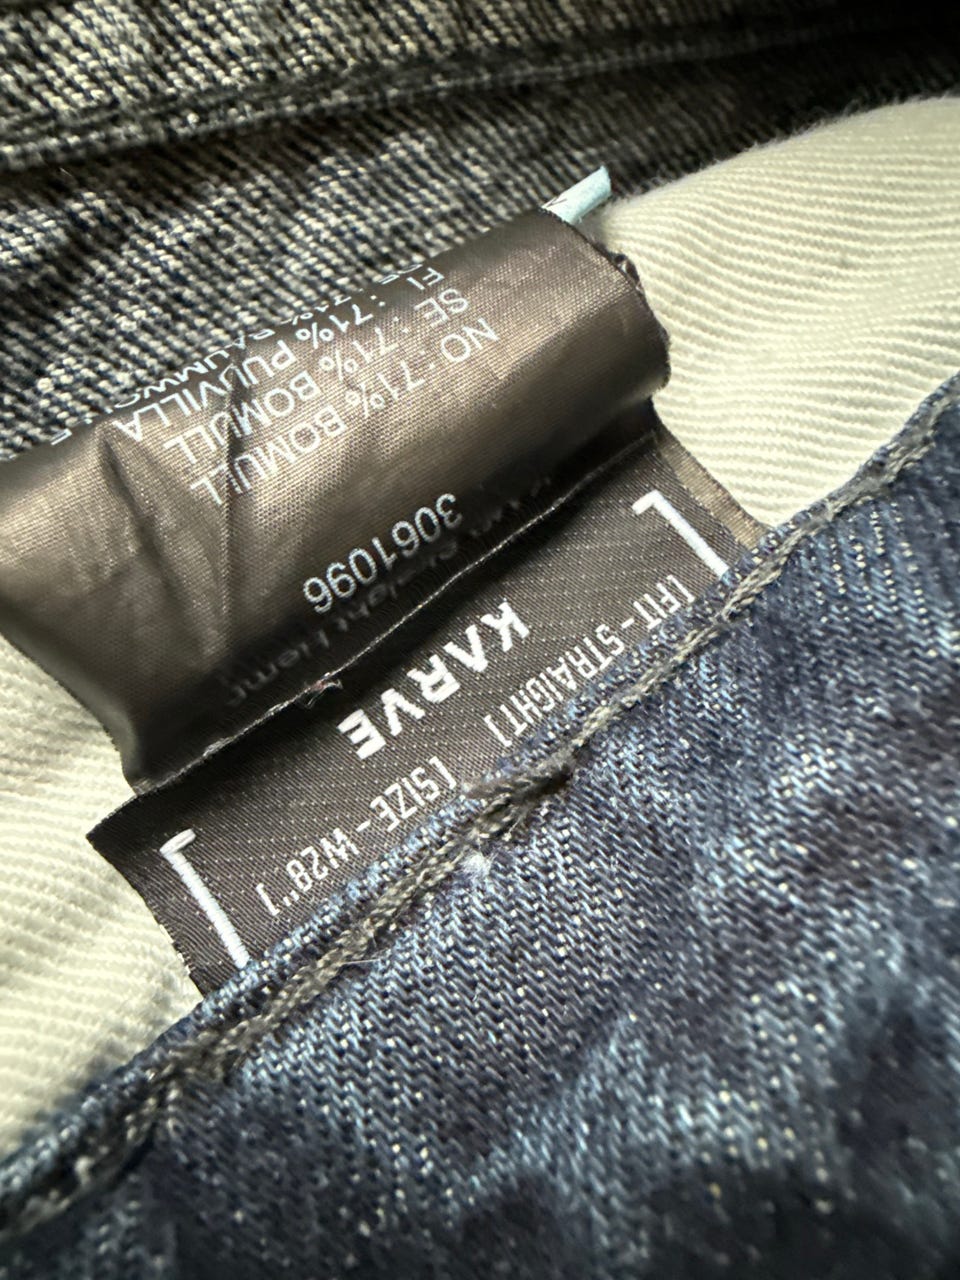 [FIT-STRAIGHT] [SIZE-W28"]
KARVE
3061096
NO : 71% BOMULL
SE : 71% BOMULL
FI : 71% PUUVILLA